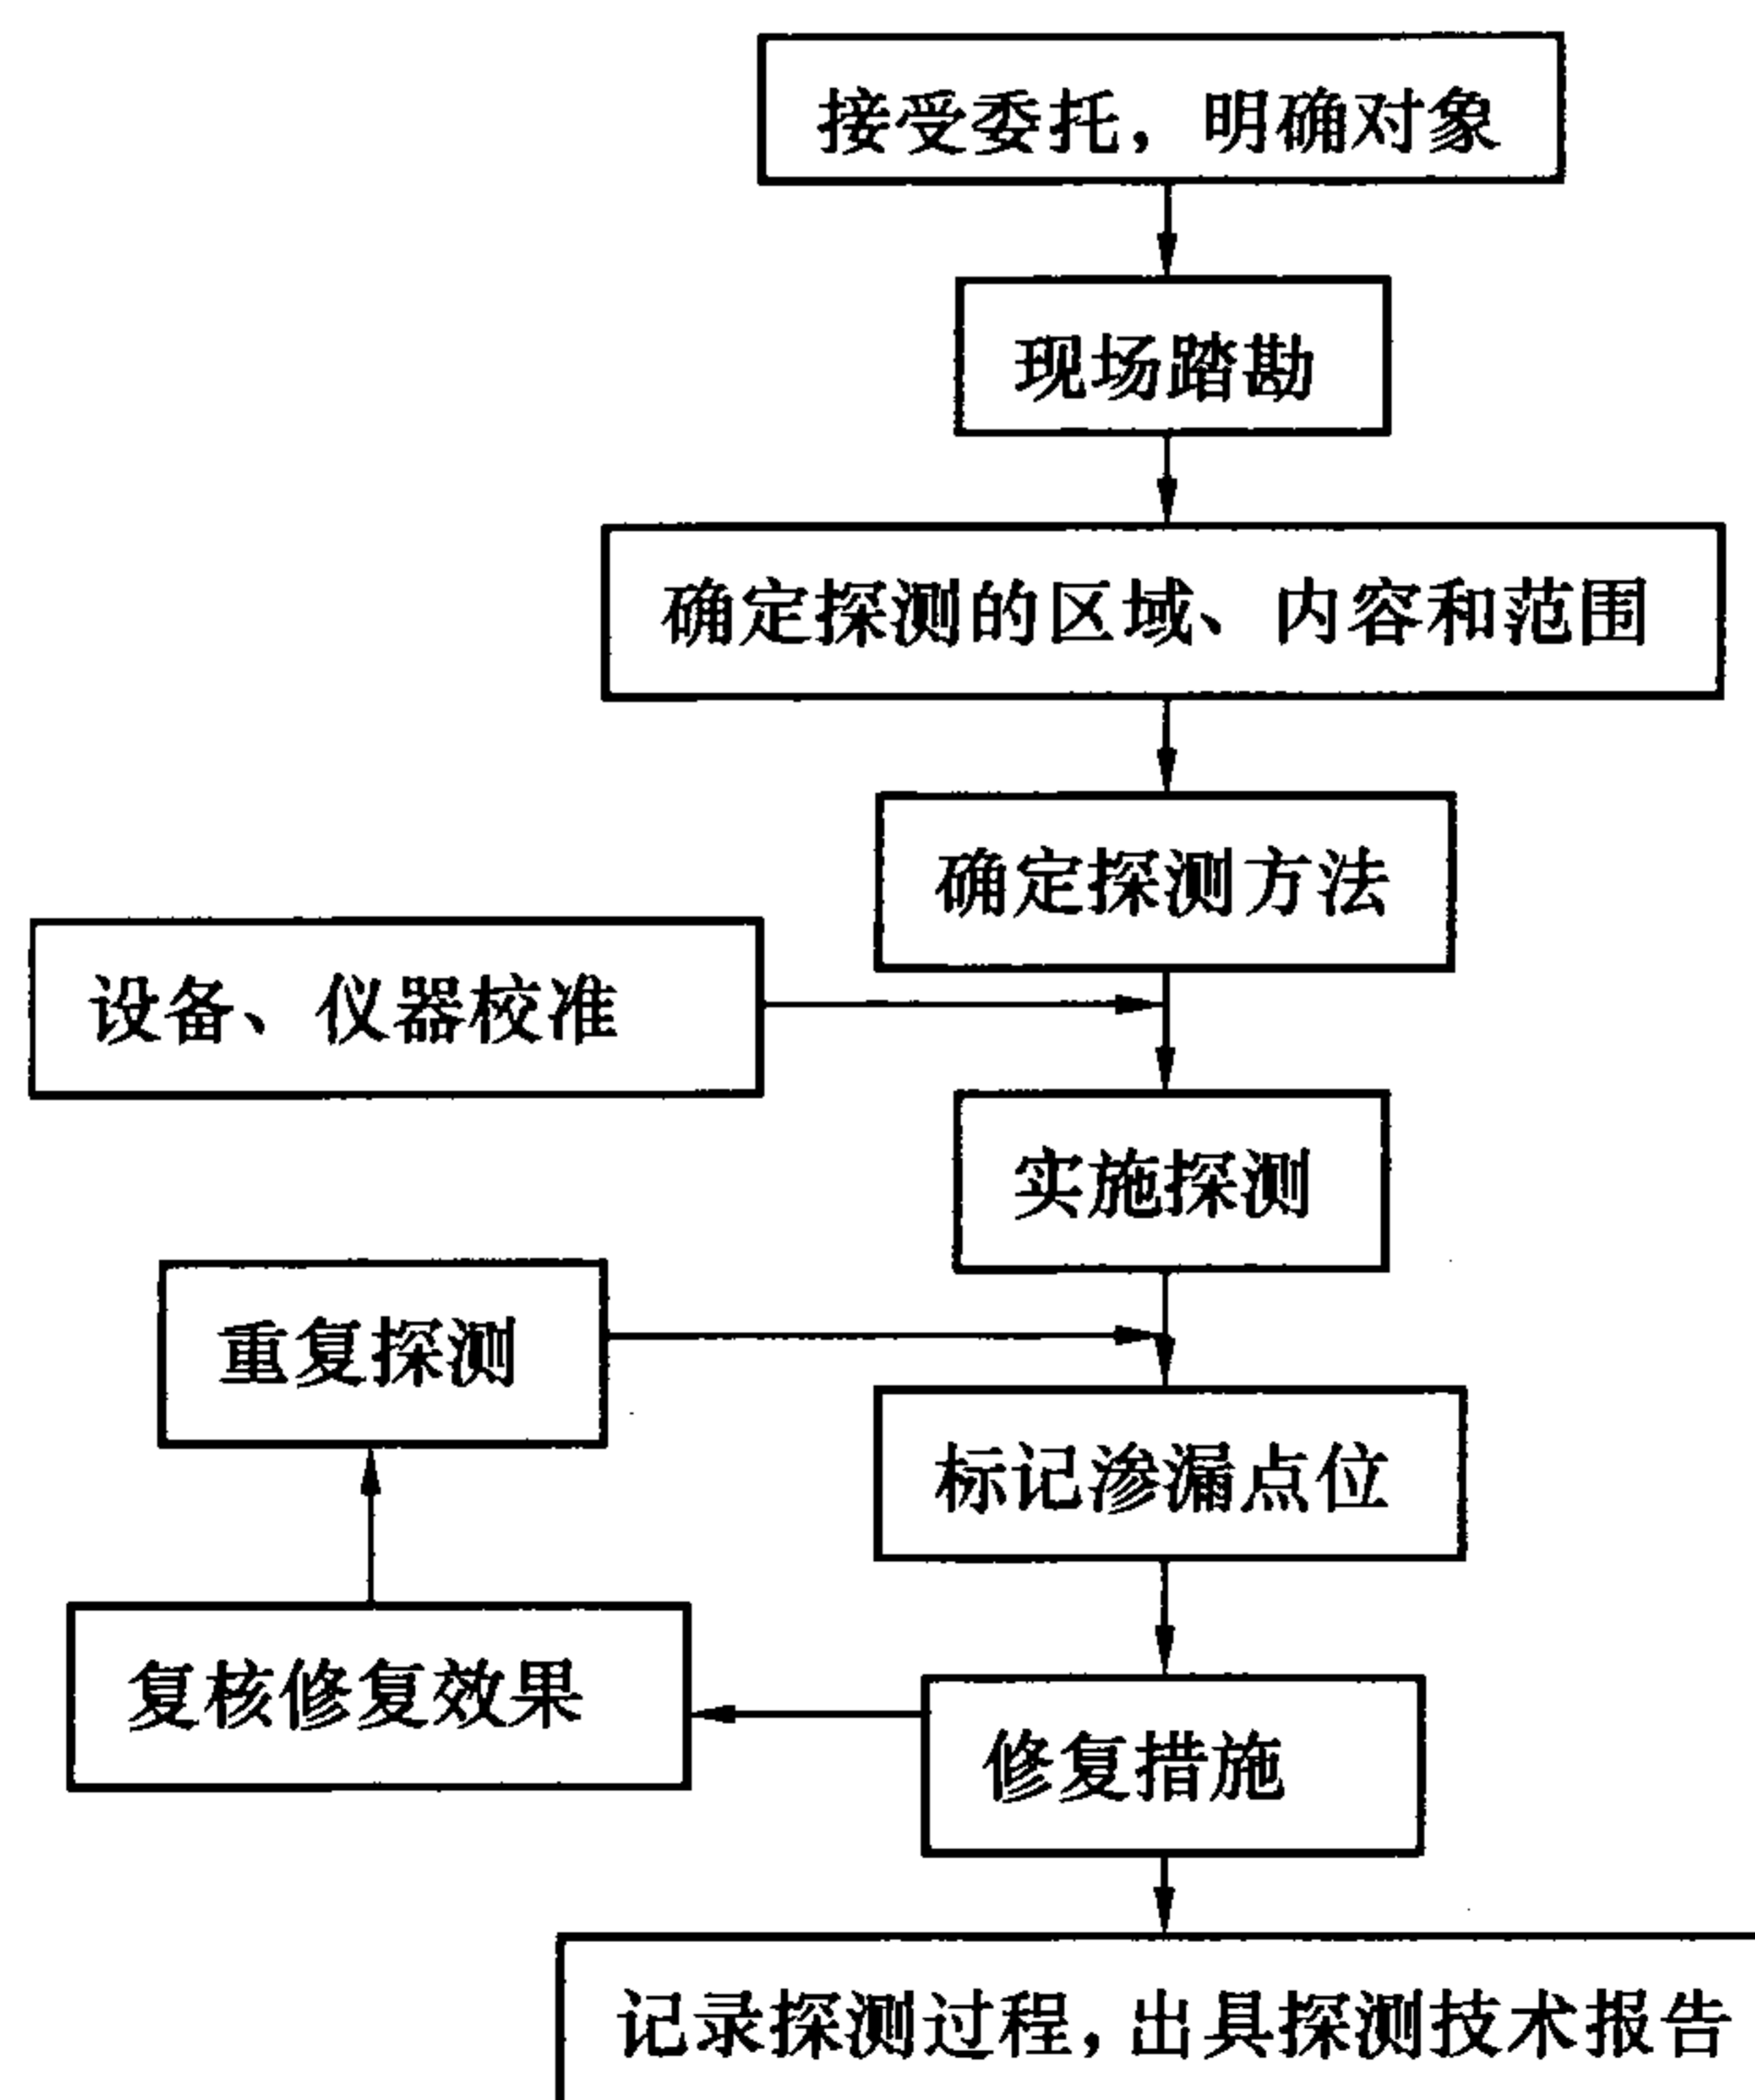 接受委托，明确对象
现场踏勘
确定探测的区域、内容和范围
确定探测方法
设备、仪器校准
实施探测
重复探测
标记渗漏点位
复核修复效果
修复措施
记录探测过程，出具探测技术报告